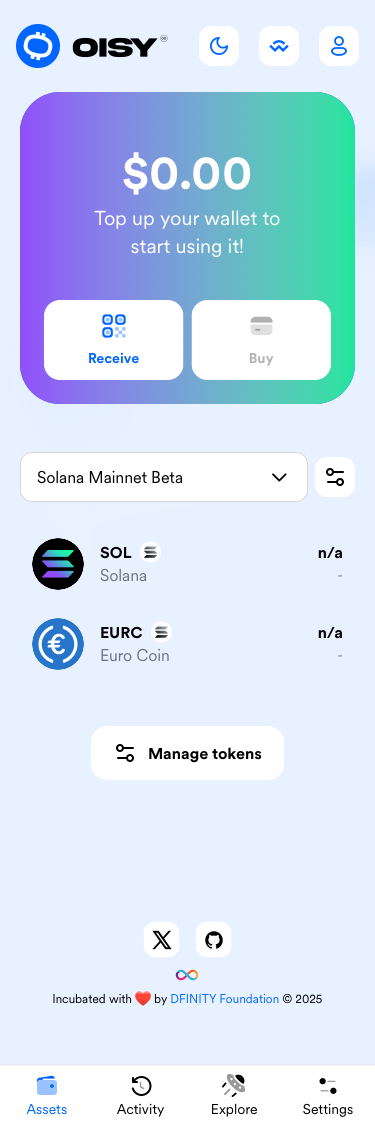 OISY
$0.00
Top up your wallet to
start using it!
Receive
Buy
Solana Mainnet Beta
SOL
n/a
Solana
-
EURC
n/a
Euro Coin
-
Manage tokens
Incubated with ❤️ by DFINITY Foundation © 2025
Assets
Activity
Explore
Settings